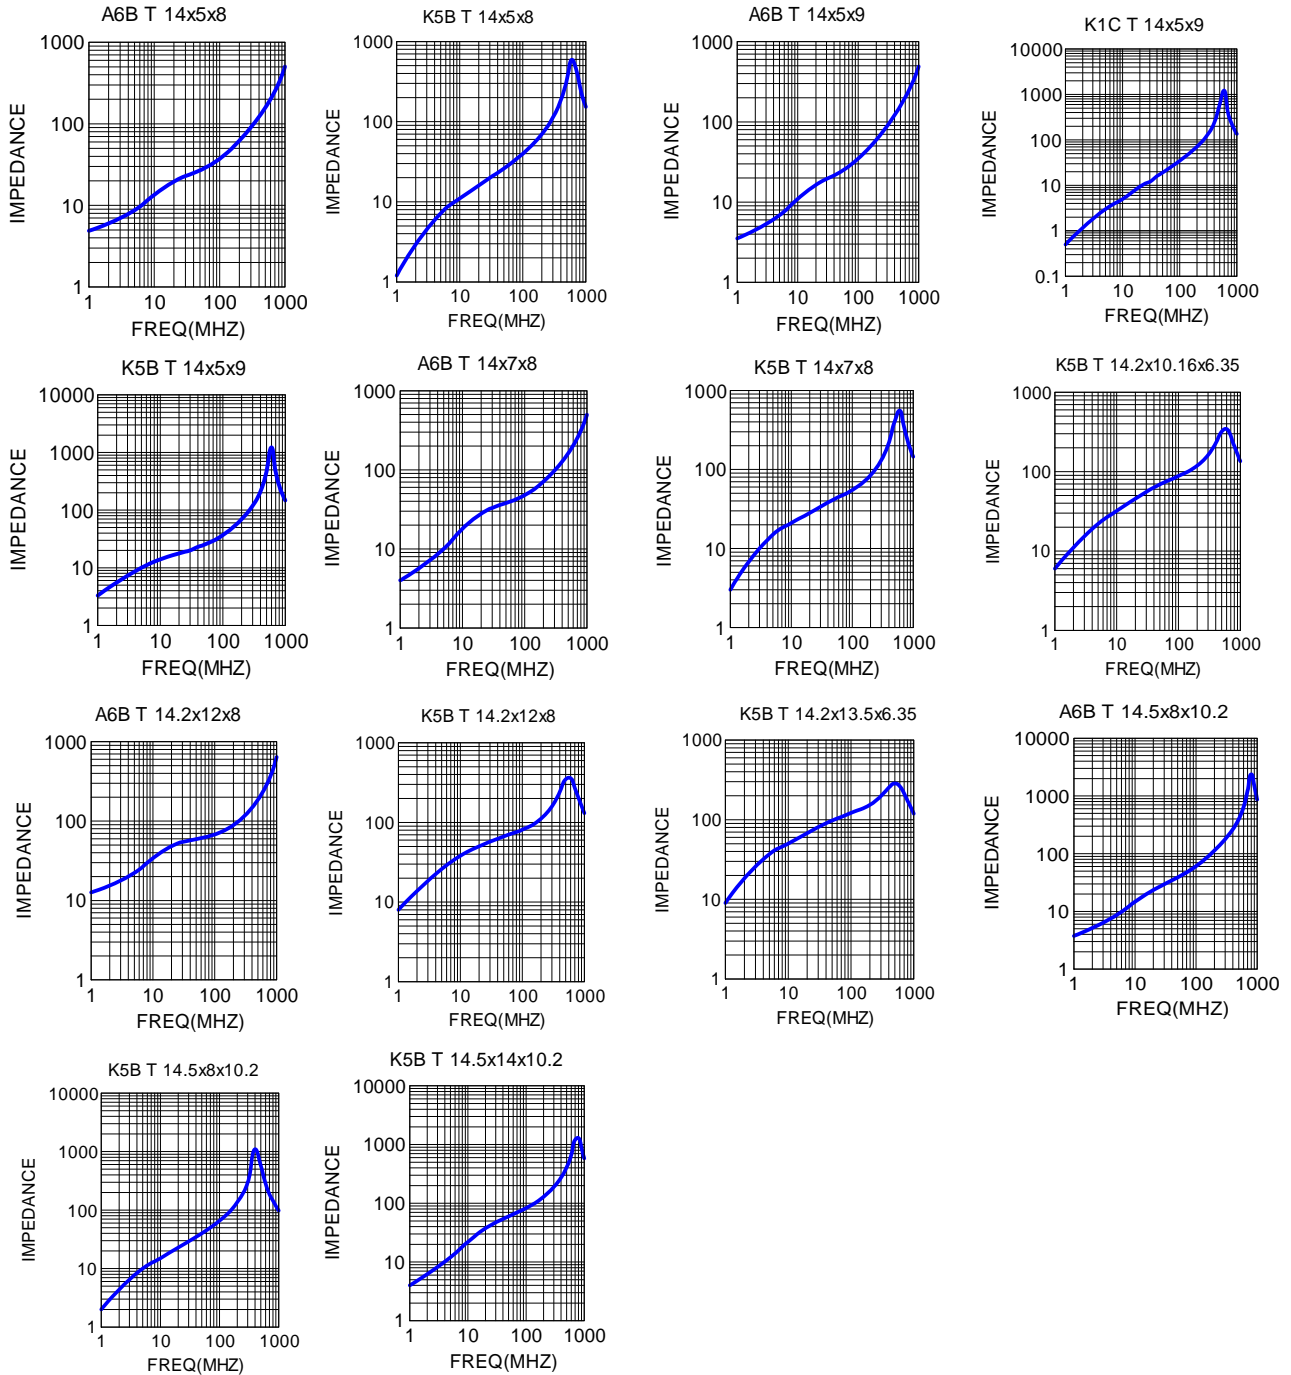 A6B T 14x5x8
1000
100
10
1
IMPEDANCE
1 10 100 1000
FREQ(MHZ)
K5B T 14x5x8
1000
100
10
1
IMPEDANCE
1 10 100 1000
FREQ(MHZ)
A6B T 14x5x9
1000
100
10
1
IMPEDANCE
1 10 100 1000
FREQ(MHZ)
K1C T 14x5x9
10000
1000
100
10
1
0.1
IMPEDANCE
1 10 100 1000
FREQ(MHZ)
K5B T 14x5x9
10000
1000
100
10
1
IMPEDANCE
1 10 100 1000
FREQ(MHZ)
A6B T 14x7x8
1000
100
10
1
IMPEDANCE
1 10 100 1000
FREQ(MHZ)
K5B T 14x7x8
1000
100
10
1
IMPEDANCE
1 10 100 1000
FREQ(MHZ)
K5B T 14.2x10.16x6.35
1000
100
10
1
IMPEDANCE
1 10 100 1000
FREQ(MHZ)
A6B T 14.2x12x8
1000
100
10
1
IMPEDANCE
1 10 100 1000
FREQ(MHZ)
K5B T 14.2x12x8
1000
100
10
1
IMPEDANCE
1 10 100 1000
FREQ(MHZ)
K5B T 14.2x13.5x6.35
1000
100
10
1
IMPEDANCE
1 10 100 1000
FREQ(MHZ)
A6B T 14.5x8x10.2
10000
1000
100
10
1
IMPEDANCE
1 10 100 1000
FREQ(MHZ)
K5B T 14.5x8x10.2
10000
1000
100
10
1
IMPEDANCE
1 10 100 1000
FREQ(MHZ)
K5B T 14.5x14x10.2
10000
1000
100
10
1
IMPEDANCE
1 10 100 1000
FREQ(MHZ)